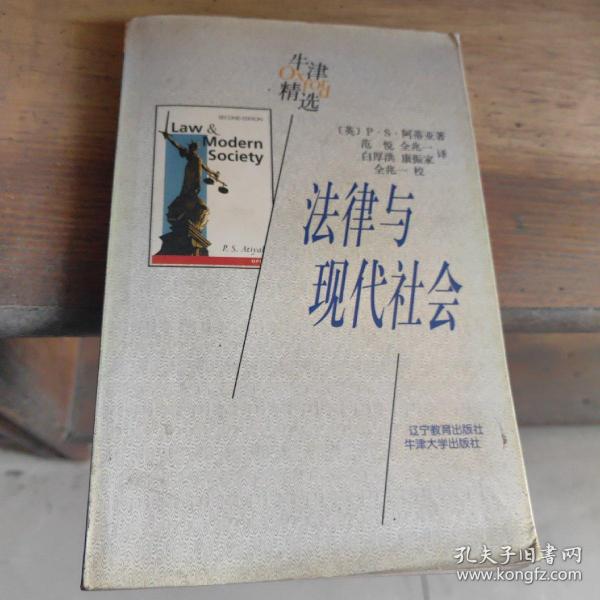 牛津
Oxford
精选
SECOND EDITION
Law &
Modern
Society
P. S. Atiyah
〔英〕P·S·阿蒂亚著
范悦 全兆一
白厚洪 康振家 译
全兆一 校
法律与
现代社会
辽宁教育出版社
牛津大学出版社
孔夫子旧书网
www.kongfz.com